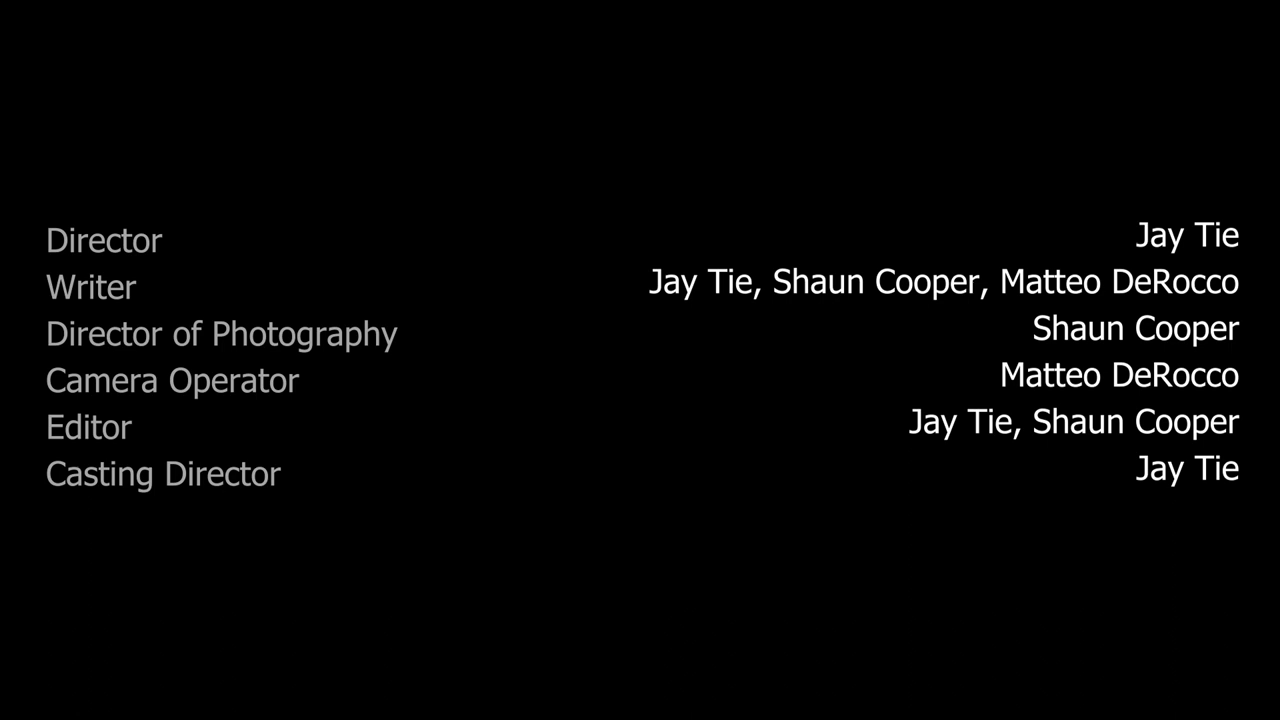 Director Jay Tie
Writer Jay Tie, Shaun Cooper, Matteo DeRocco
Director of Photography Shaun Cooper
Camera Operator Matteo DeRocco
Editor Jay Tie, Shaun Cooper
Casting Director Jay Tie